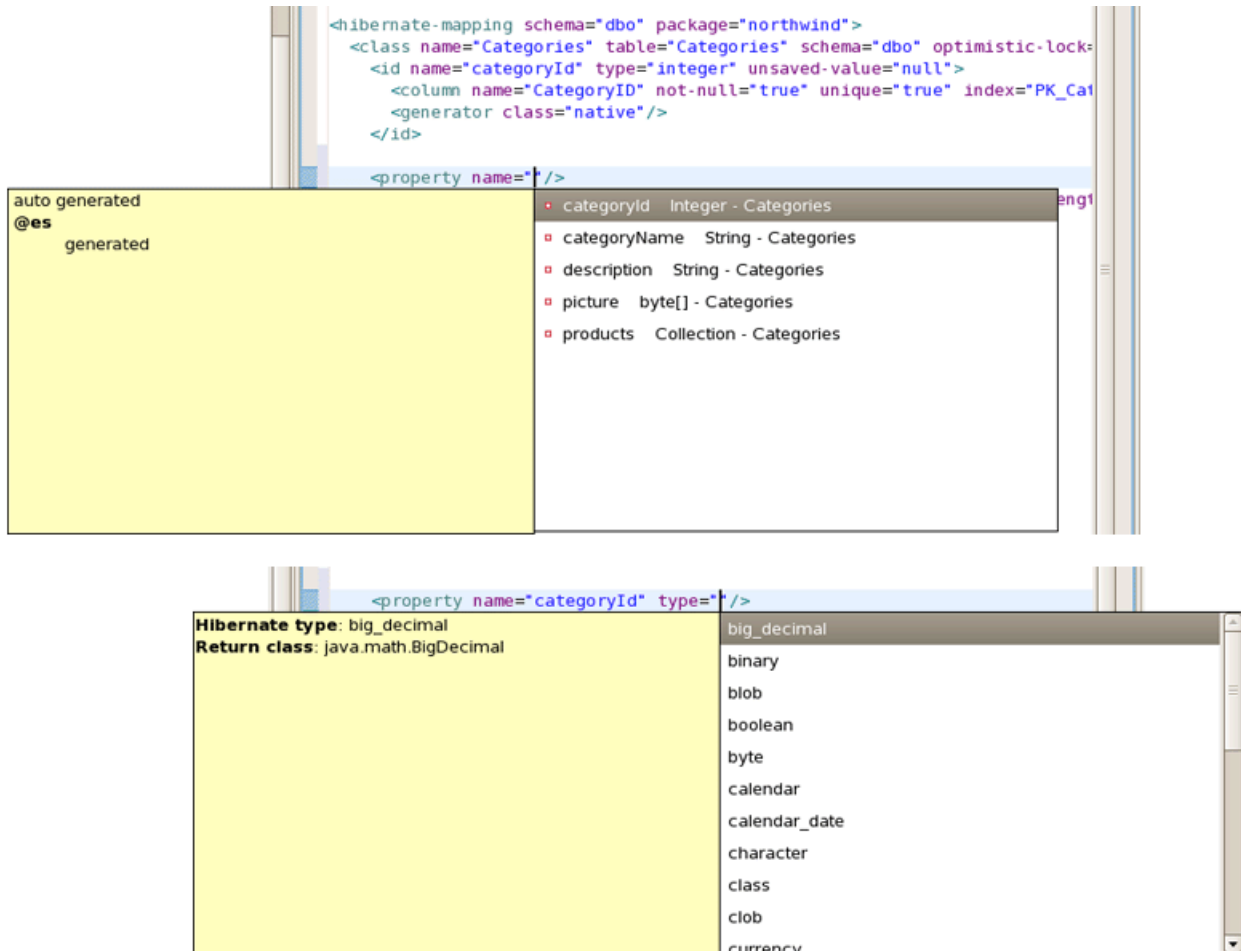 <hibernate-mapping schema="dbo" package="northwind">
<class name="Categories" table="Categories" schema="dbo" optimistic-lock=
<id name="categoryId" type="integer" unsaved-value="null">
<column name="CategoryID" not-null="true" unique="true" index="PK_Cat
<generator class="native"/>
</id>
<property name=""/>
engt
auto generated
@es
generated
categoryId Integer - Categories
categoryName String - Categories
description String - Categories
picture byte[] - Categories
products Collection - Categories
<property name="categoryId" type=""/>
Hibernate type: big_decimal
Return class: java.math.BigDecimal
big_decimal
binary
blob
boolean
byte
calendar
calendar_date
character
class
clob
currency